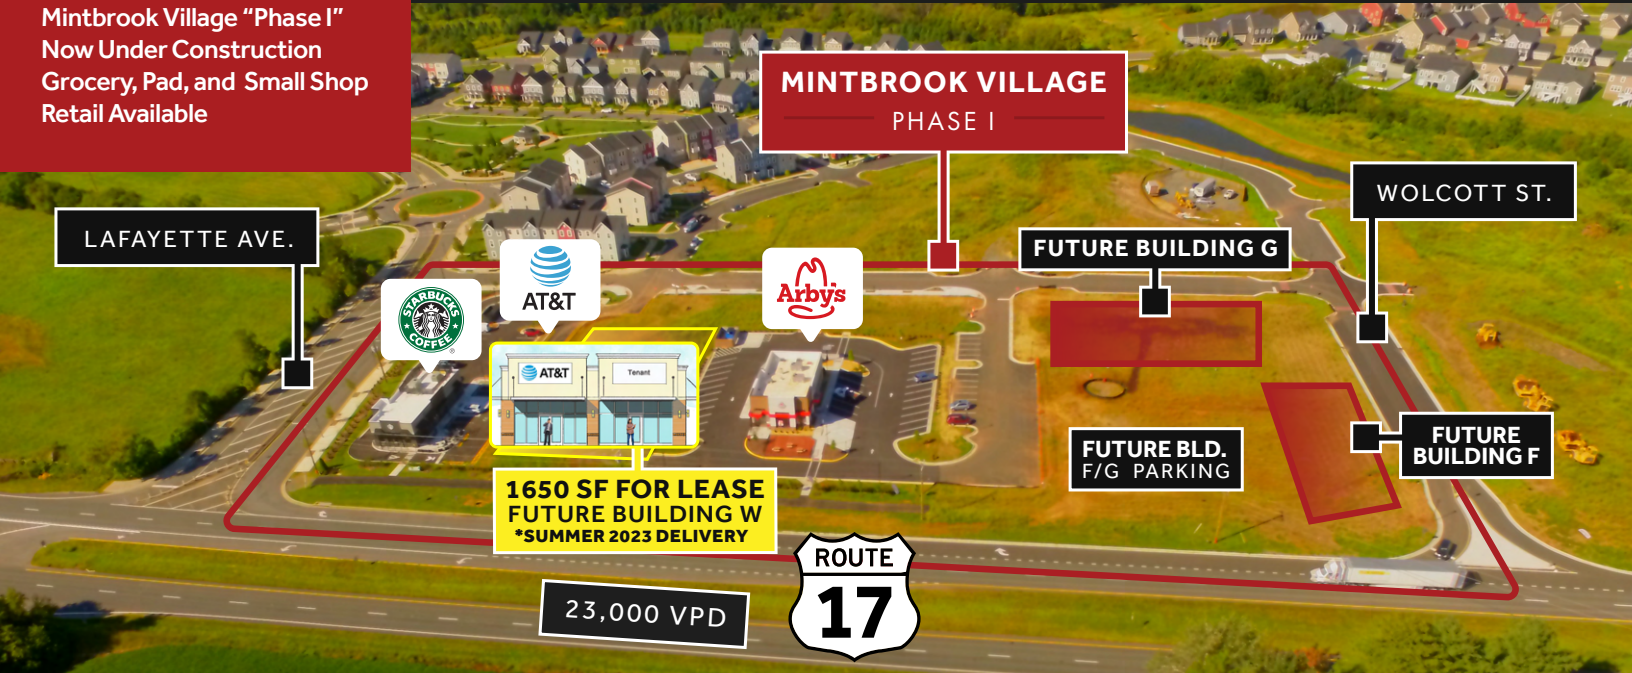 Mintbrook Village “Phase I”
Now Under Construction
Grocery, Pad, and Small Shop
Retail Available
MINTBROOK VILLAGE
PHASE I
WOLCOTT ST.
LAFAYETTE AVE.
FUTURE BUILDING G
AT&T
Arby's
STARBUCKS
COFFEE
®
AT&T
Tenant
FUTURE BLD.
F/G PARKING
FUTURE
BUILDING F
1650 SF FOR LEASE
FUTURE BUILDING W
*SUMMER 2023 DELIVERY
ROUTE
17
23,000 VPD